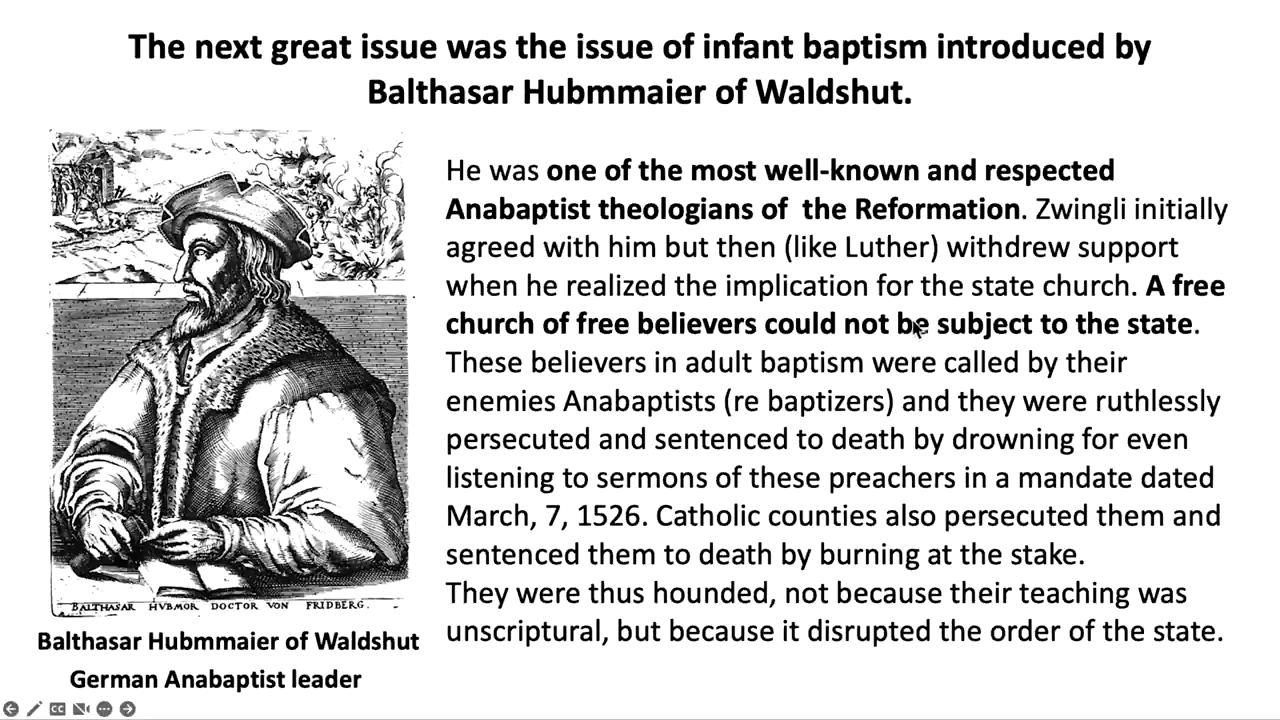 The next great issue was the issue of infant baptism introduced by
Balthasar Hubmmaier of Waldshut.
He was one of the most well-known and respected
Anabaptist theologians of the Reformation. Zwingli initially
agreed with him but then (like Luther) withdrew support
when he realized the implication for the state church. A free
church of free believers could not be subject to the state.
These believers in adult baptism were called by their
enemies Anabaptists (re baptizers) and they were ruthlessly
persecuted and sentenced to death by drowning for even
listening to sermons of these preachers in a mandate dated
March, 7, 1526. Catholic counties also persecuted them and
sentenced them to death by burning at the stake.
They were thus hounded, not because their teaching was
unscriptural, but because it disrupted the order of the state.
BALTHASAR HVBMOR DOCTOR VON FRIDBERG.
Balthasar Hubmmaier of Waldshut
German Anabaptist leader
CC